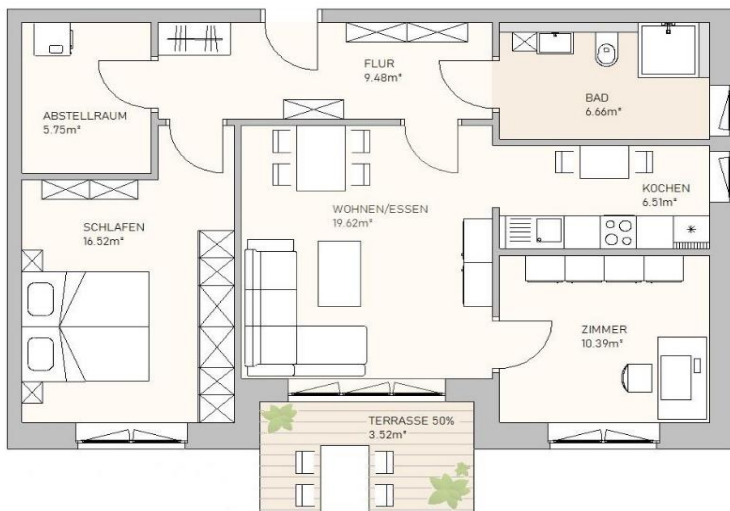 FLUR
9.48m²
BAD
6.66m²
ABSTELLRAUM
5.75m²
KOCHEN
6.51m²
WOHNEN/ESSEN
19.62m²
SCHLAFEN
16.52m²
ZIMMER
10.39m²
TERRASSE 50%
3.52m²